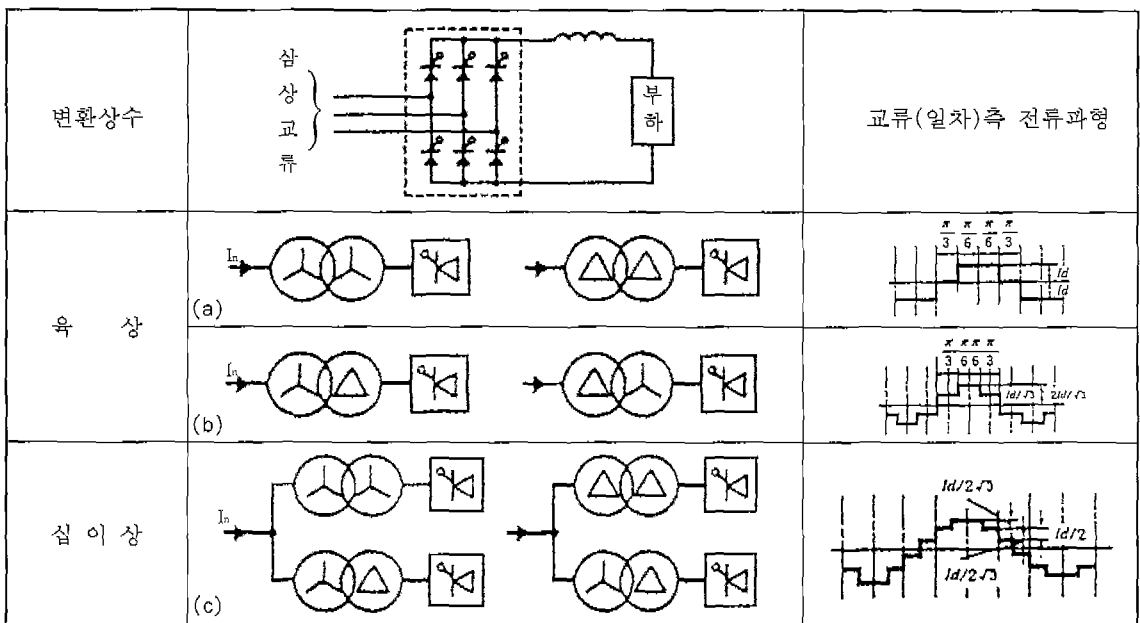 변환상수
삼
상
교
류
부
하
교류(일차)측 전류파형
육 상
In
(a)
π/3 π/6 π/6 π/3
Id
Id
In
(b)
π/3 π/6 π/6 π/3
Id/√3 2Id/√3
십 이 상
In
(c)
Id/2√3
Id/2
Id/2√3